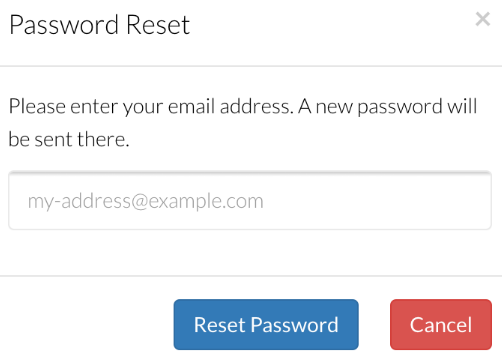 Password Reset ×
Please enter your email address. A new password will
be sent there.
my-address@example.com
Reset Password Cancel